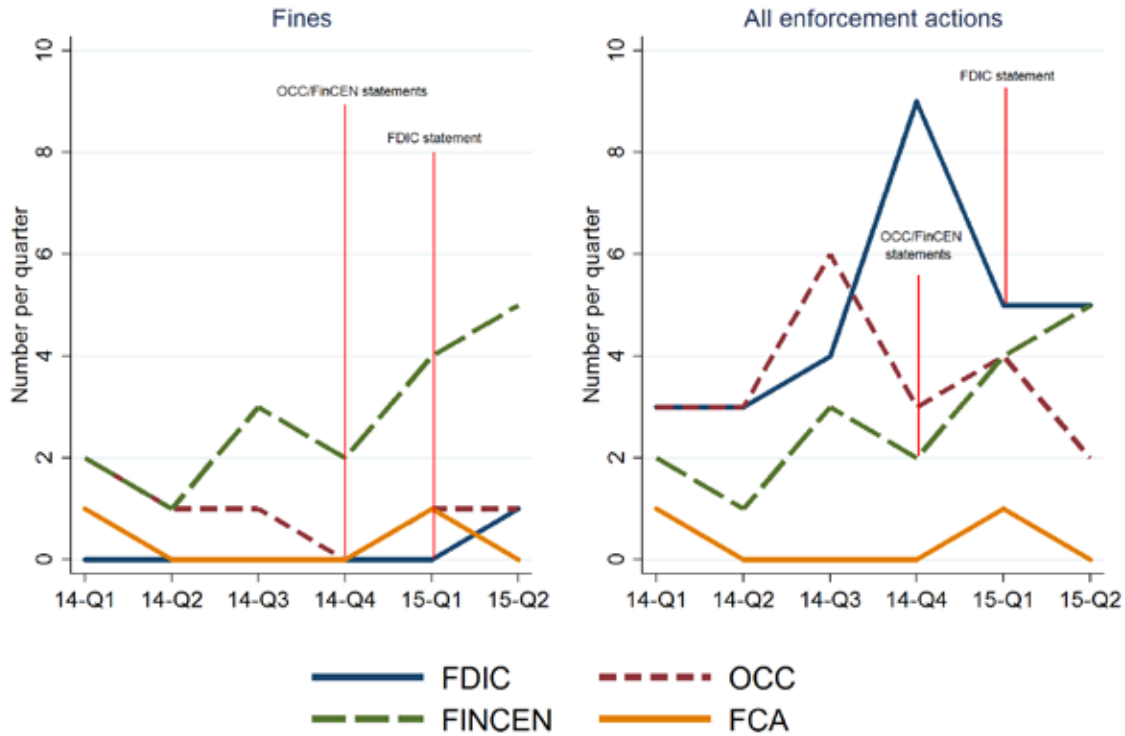 Fines
Number per quarter
10
8
6
4
2
0
OCC/FinCEN statements
FDIC statement
14-Q1 14-Q2 14-Q3 14-Q4 15-Q1 15-Q2
All enforcement actions
Number per quarter
10
8
6
4
2
0
FDIC statement
OCC/FinCEN
statements
14-Q1 14-Q2 14-Q3 14-Q4 15-Q1 15-Q2
FDIC OCC
FINCEN FCA